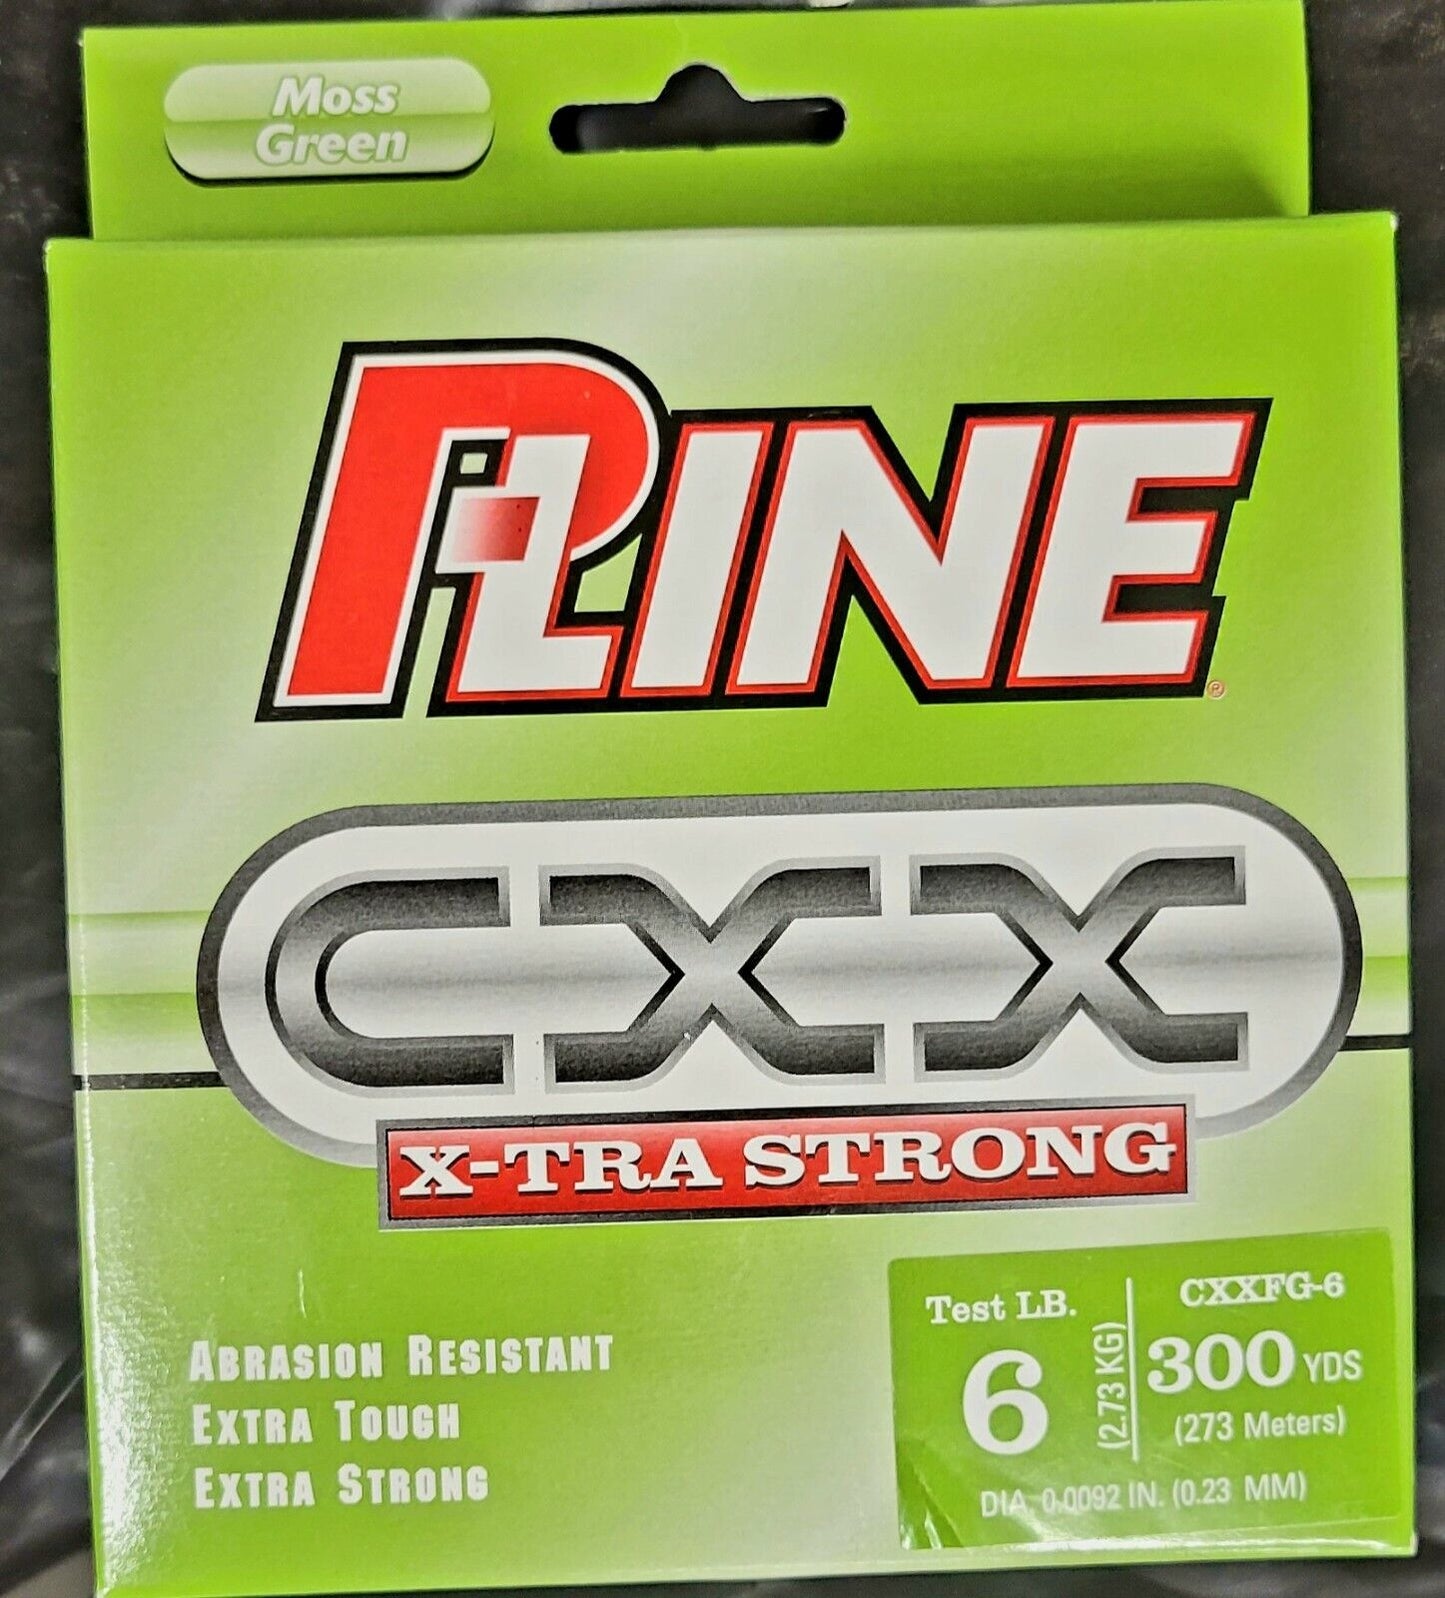 Moss
Green
PLINE
®
CXX
X-TRA STRONG
ABRASION RESISTANT
EXTRA TOUGH
EXTRA STRONG
Test LB.
6
(2.73 KG)
CXXFG-6
300 YDS
(273 Meters)
DIA. 0.0092 IN. (0.23 MM)